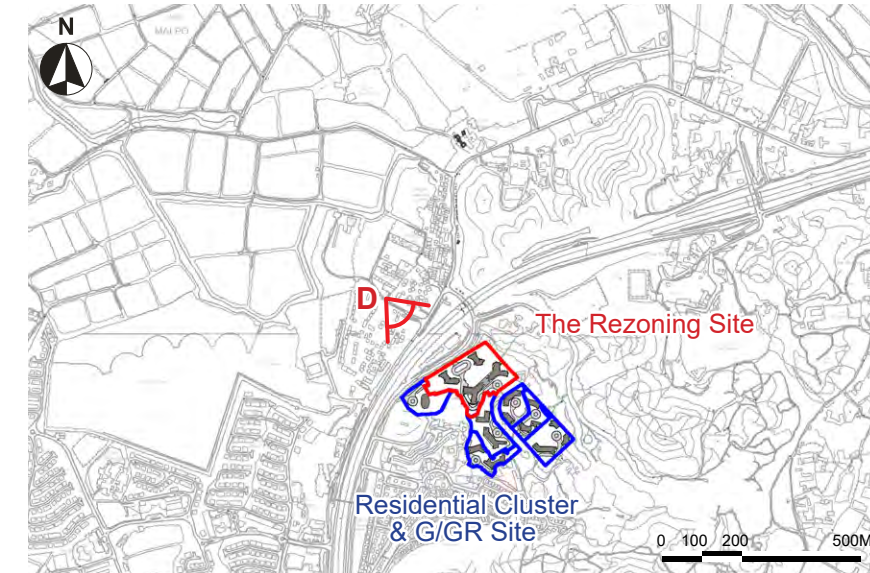 N
MAI PO
D
The Rezoning Site
Residential Cluster
& G/GR Site
0 100 200 500M